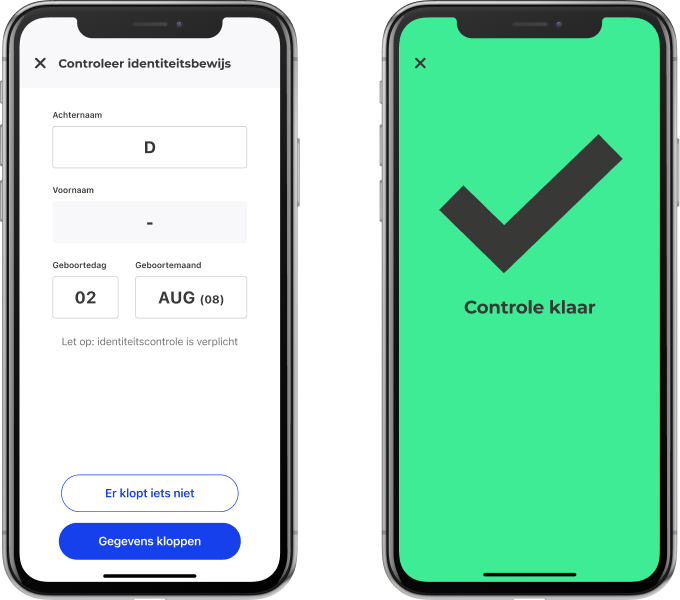 Controleer identiteitsbewijs
Achternaam
D
Voornaam
-
Geboortedag Geboortemaand
02 AUG (08)
Let op: identiteitscontrole is verplicht
Er klopt iets niet
Gegevens kloppen
Controle klaar